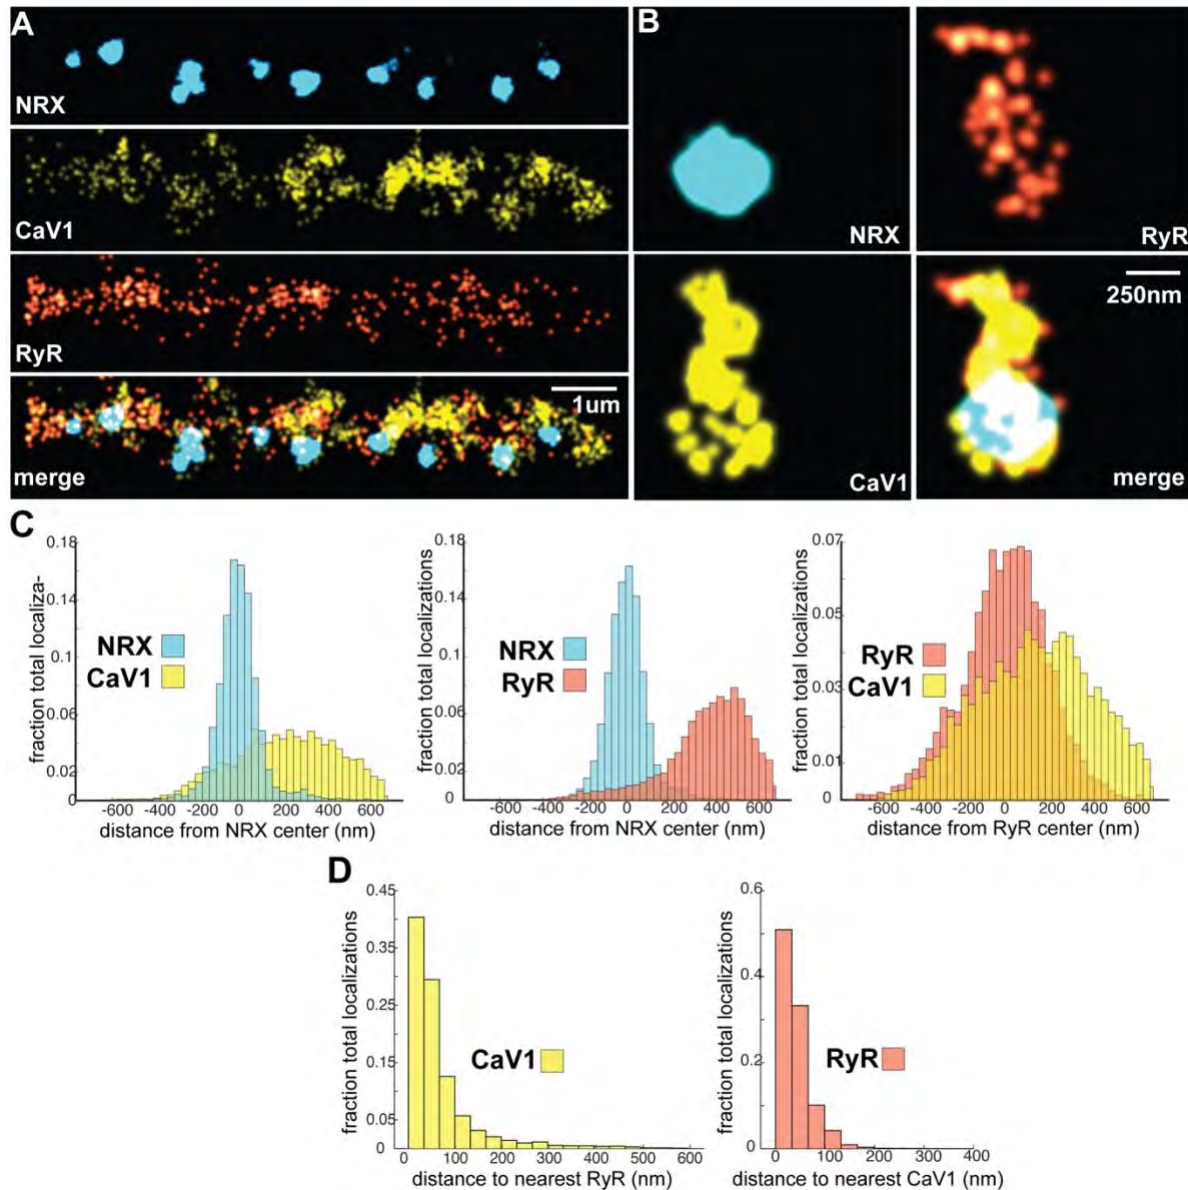 A
NRX
CaV1
RyR
1um
merge
B
NRX
RyR
CaV1
250nm
merge
C
fraction total localiza-
0.18
0.14
0.1
0.06
0.02
0
NRX
CaV1
-600 -400 -200 0 200 400 600
distance from NRX center (nm)
fraction total localizations
0.18
0.14
0.1
0.06
0.02
0
NRX
RyR
-600 -400 -200 0 200 400 600
distance from NRX center (nm)
fraction total localizations
0.07
0.05
0.03
0.01
0
RyR
CaV1
-600 -400 -200 0 200 400 600
distance from RyR center (nm)
D
fraction total localizations
0.45
0.35
0.25
0.15
0.05
0
CaV1
0 100 200 300 400 500 600
distance to nearest RyR (nm)
fraction total localizations
0.6
0.4
0.2
0
RyR
0 100 200 300 400
distance to nearest CaV1 (nm)